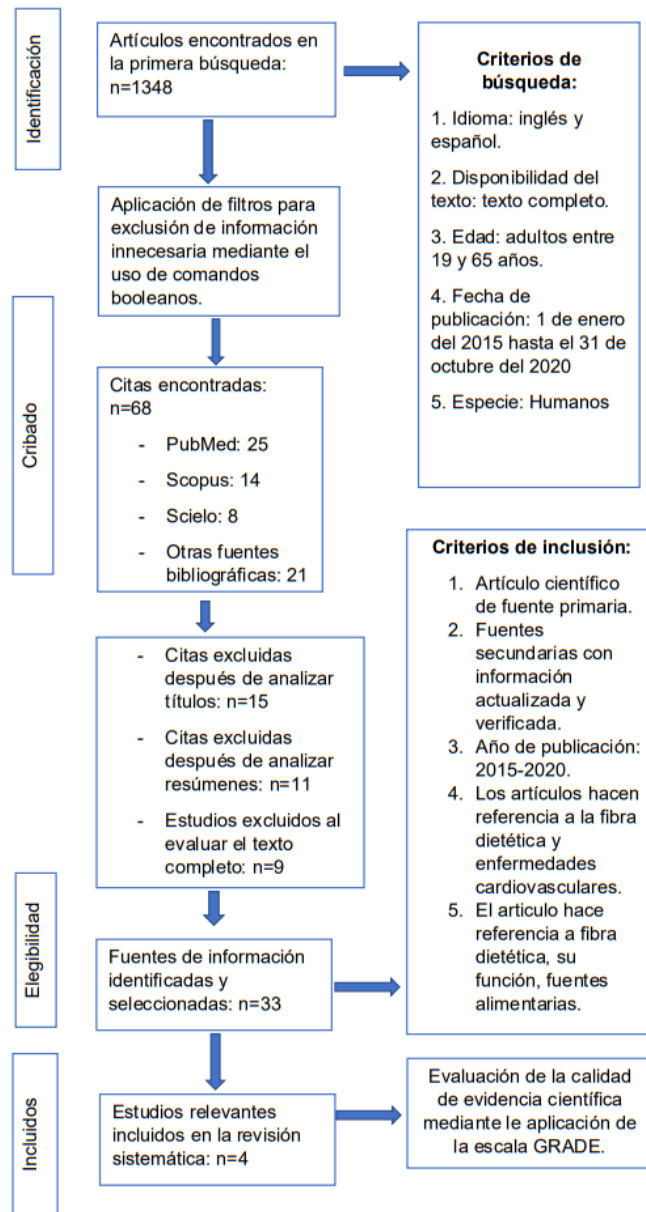 Identificación
Artículos encontrados en
la primera búsqueda:
n=1348
Criterios de
búsqueda:
1. Idioma: inglés y
español.
2. Disponibilidad del
texto: texto completo.
3. Edad: adultos entre
19 y 65 años.
4. Fecha de
publicación: 1 de enero
del 2015 hasta el 31 de
octubre del 2020
5. Especie: Humanos
Aplicación de filtros para
exclusión de información
innecesaria mediante el
uso de comandos
booleanos.
Cribado
Citas encontradas:
n=68
- PubMed: 25
- Scopus: 14
- Scielo: 8
- Otras fuentes
bibliográficas: 21
- Citas excluidas
después de analizar
títulos: n=15
- Citas excluidas
después de analizar
resúmenes: n=11
- Estudios excluidos al
evaluar el texto
completo: n=9
Criterios de inclusión:
1. Artículo científico
de fuente primaria.
2. Fuentes
secundarias con
información
actualizada y
verificada.
3. Año de publicación:
2015-2020.
4. Los artículos hacen
referencia a la fibra
dietética y
enfermedades
cardiovasculares.
5. El articulo hace
referencia a fibra
dietética, su
función, fuentes
alimentarias.
Elegibilidad
Fuentes de información
identificadas y
seleccionadas: n=33
Incluidos
Estudios relevantes
incluidos en la revisión
sistemática: n=4
Evaluación de la calidad
de evidencia científica
mediante le aplicación de
la escala GRADE.